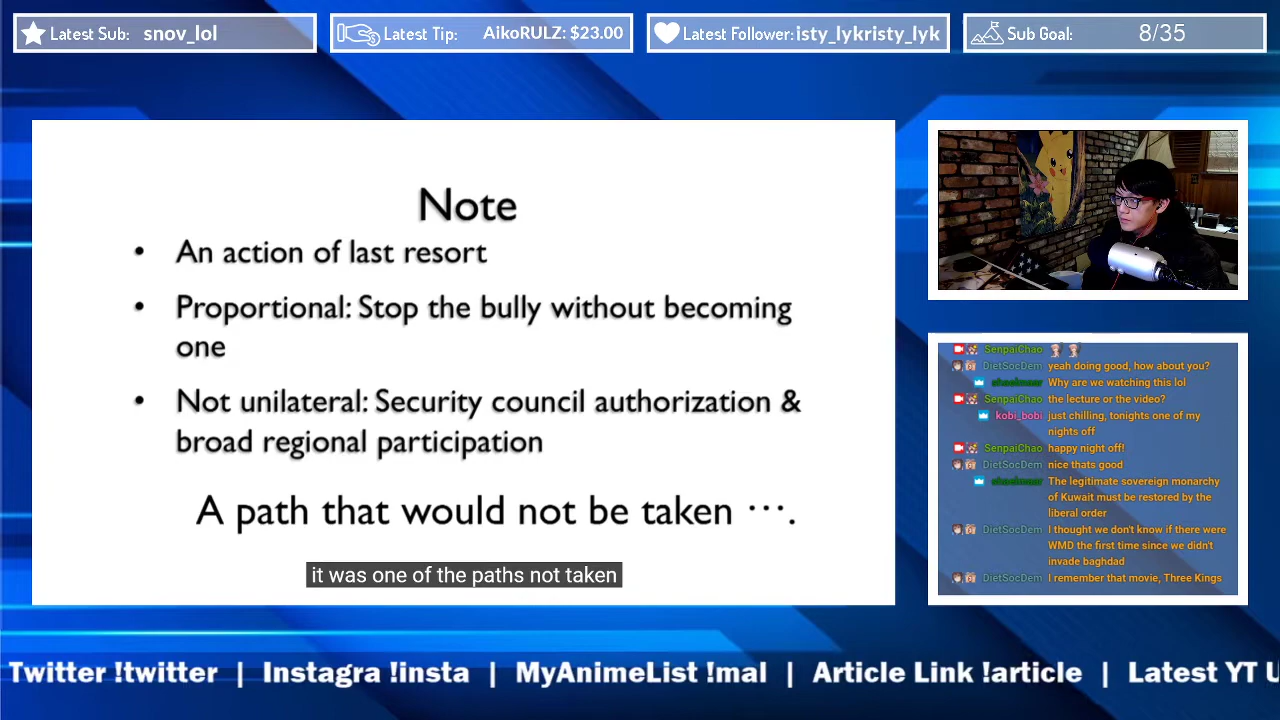 Latest Sub: snov_lol
Latest Tip: AikoRULZ: $23.00
Latest Follower: isty_lykristy_lyk
Sub Goal: 8/35
Note
• An action of last resort
• Proportional: Stop the bully without becoming
one
• Not unilateral: Security council authorization &
broad regional participation
A path that would not be taken ….
it was one of the paths not taken
SenpaiChao
DietSocDem yeah doing good, how about you?
Why are we watching this lol
SenpaiChao the lecture or the video?
kobi_bobi just chilling, tonights one of my
nights off
SenpaiChao happy night off!
DietSocDem nice thats good
The legitimate sovereign monarchy
of Kuwait must be restored by the
liberal order
DietSocDem I thought we don't know if there were
WMD the first time since we didn't
invade baghdad
DietSocDem I remember that movie, Three Kings
Twitter !twitter | Instagra !insta | MyAnimeList !mal | Article Link !article | Latest YT U